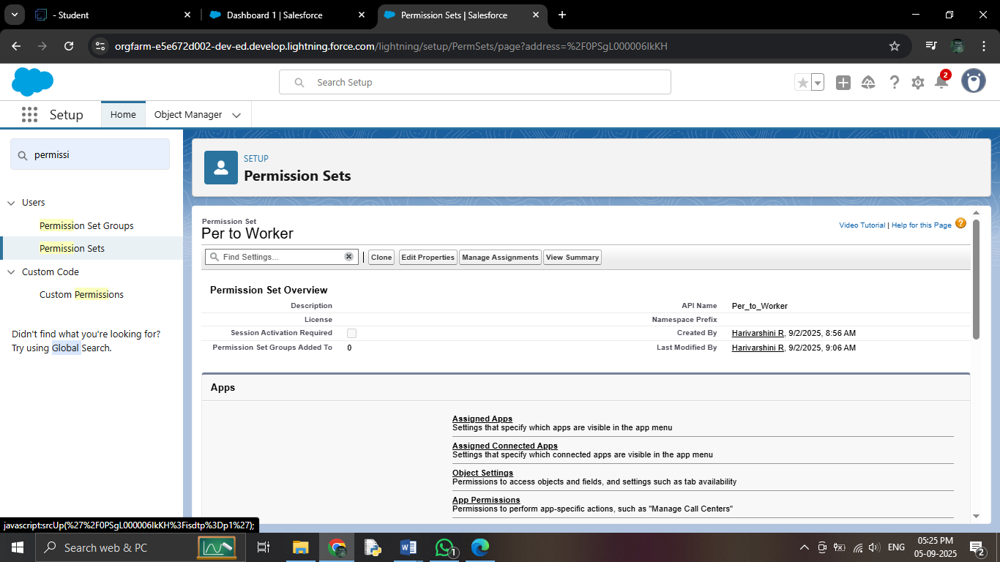 - Student
Dashboard 1 | Salesforce
Permission Sets | Salesforce
orgfarm-e5e672d002-dev-ed.develop.lightning.force.com/lightning/setup/PermSets/page?address=%2F0PSgL000006IkKH
Search Setup
2
Setup
Home
Object Manager
permissi
Users
Permission Set Groups
Permission Sets
Custom Code
Custom Permissions
Didn't find what you're looking for?
Try using Global Search.
SETUP
Permission Sets
Permission Set
Per to Worker
Video Tutorial | Help for this Page
Find Settings...
Clone
Edit Properties
Manage Assignments
View Summary
Permission Set Overview
Description
API Name Per_to_Worker
License
Namespace Prefix
Session Activation Required
Created By Harivarshini R, 9/2/2025, 8:56 AM
Permission Set Groups Added To 0
Last Modified By Harivarshini R, 9/2/2025, 9:06 AM
Apps
Assigned Apps
Settings that specify which apps are visible in the app menu
Assigned Connected Apps
Settings that specify which connected apps are visible in the app menu
Object Settings
Permissions to access objects and fields, and settings such as tab availability
App Permissions
Permissions to perform app-specific actions, such as "Manage Call Centers"
javascript:srcUp(%27%2F0PSgL000006IkKH%3Fisdtp%3Dp1%27);
Search web & PC
1
ENG
05:25 PM
05-09-2025
2